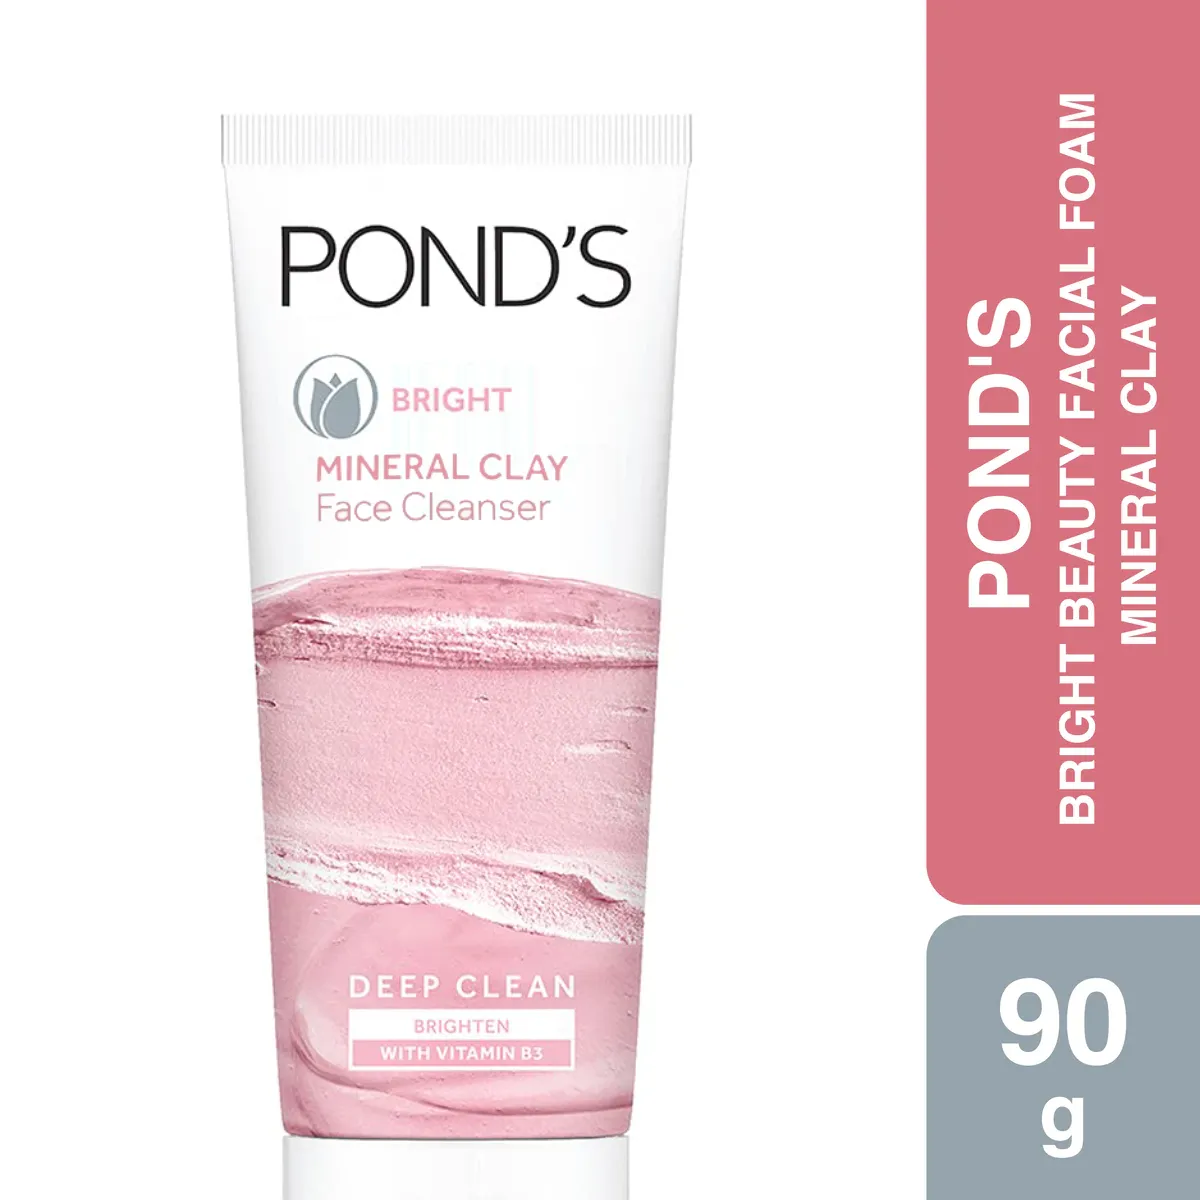 POND'S
BRIGHT
MINERAL CLAY
Face Cleanser
DEEP CLEAN
BRIGHTEN
WITH VITAMIN B3
POND'S
BRIGHT BEAUTY FACIAL FOAM
MINERAL CLAY
90
g